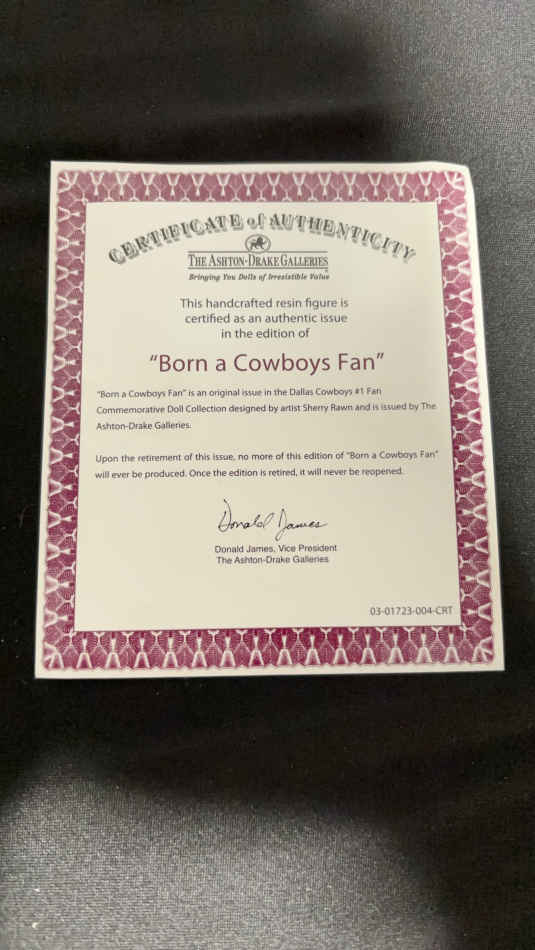 CERTIFICATE of AUTHENTICITY
THE ASHTON-DRAKE GALLERIES
Bringing You Dolls of Irresistible Value
This handcrafted resin figure is
certified as an authentic issue
in the edition of
“Born a Cowboys Fan”
“Born a Cowboys Fan” is an original issue in the Dallas Cowboys #1 Fan
Commemorative Doll Collection designed by artist Sherry Rawn and is issued by The
Ashton-Drake Galleries.
Upon the retirement of this issue, no more of this edition of “Born a Cowboys Fan”
will ever be produced. Once the edition is retired, it will never be reopened.
Donald James
Donald James, Vice President
The Ashton-Drake Galleries
03-01723-004-CRT